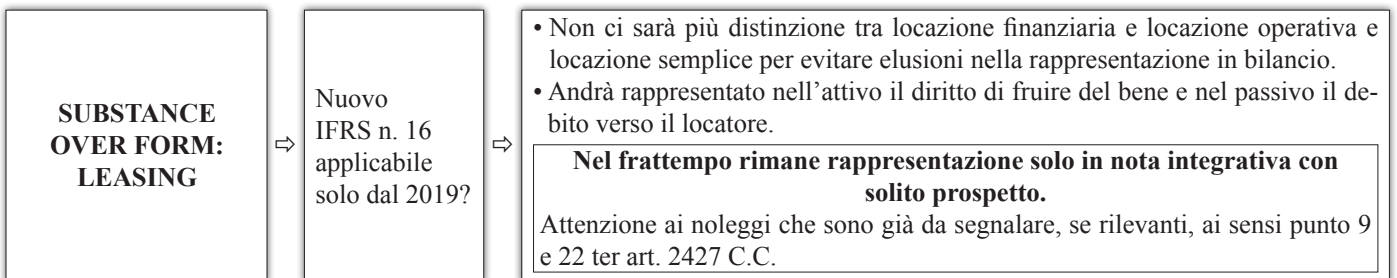 SUBSTANCE
OVER FORM:
LEASING
⇨
Nuovo
IFRS n. 16
applicabile
solo dal 2019?
⇨
• Non ci sarà più distinzione tra locazione finanziaria e locazione operativa e
locazione semplice per evitare elusioni nella rappresentazione in bilancio.
• Andrà rappresentato nell’attivo il diritto di fruire del bene e nel passivo il de-
bito verso il locatore.
Nel frattempo rimane rappresentazione solo in nota integrativa con
solito prospetto.
Attenzione ai noleggi che sono già da segnalare, se rilevanti, ai sensi punto 9
e 22 ter art. 2427 C.C.